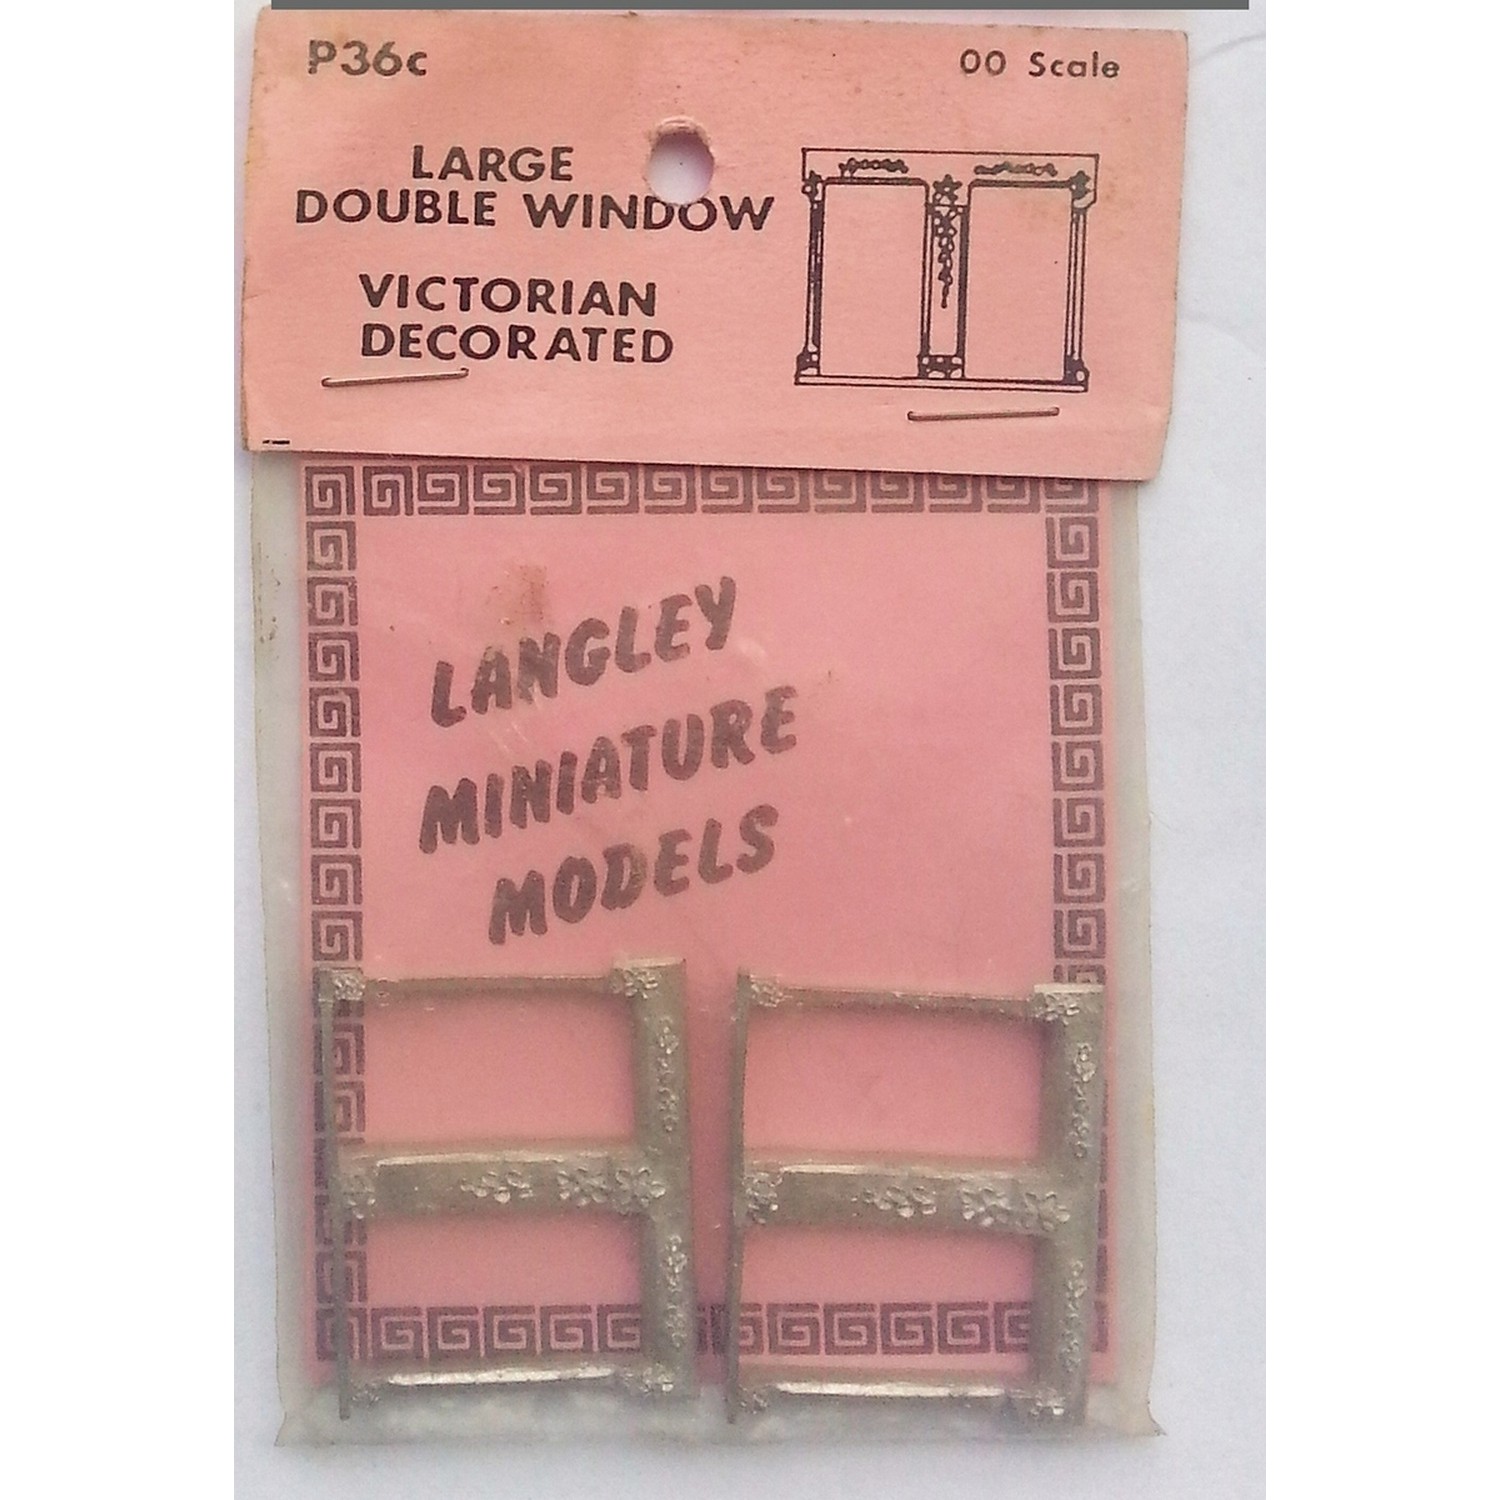 P36c
00 Scale
LARGE
DOUBLE WINDOW
VICTORIAN
DECORATED
LANGLEY
MINIATURE
MODELS